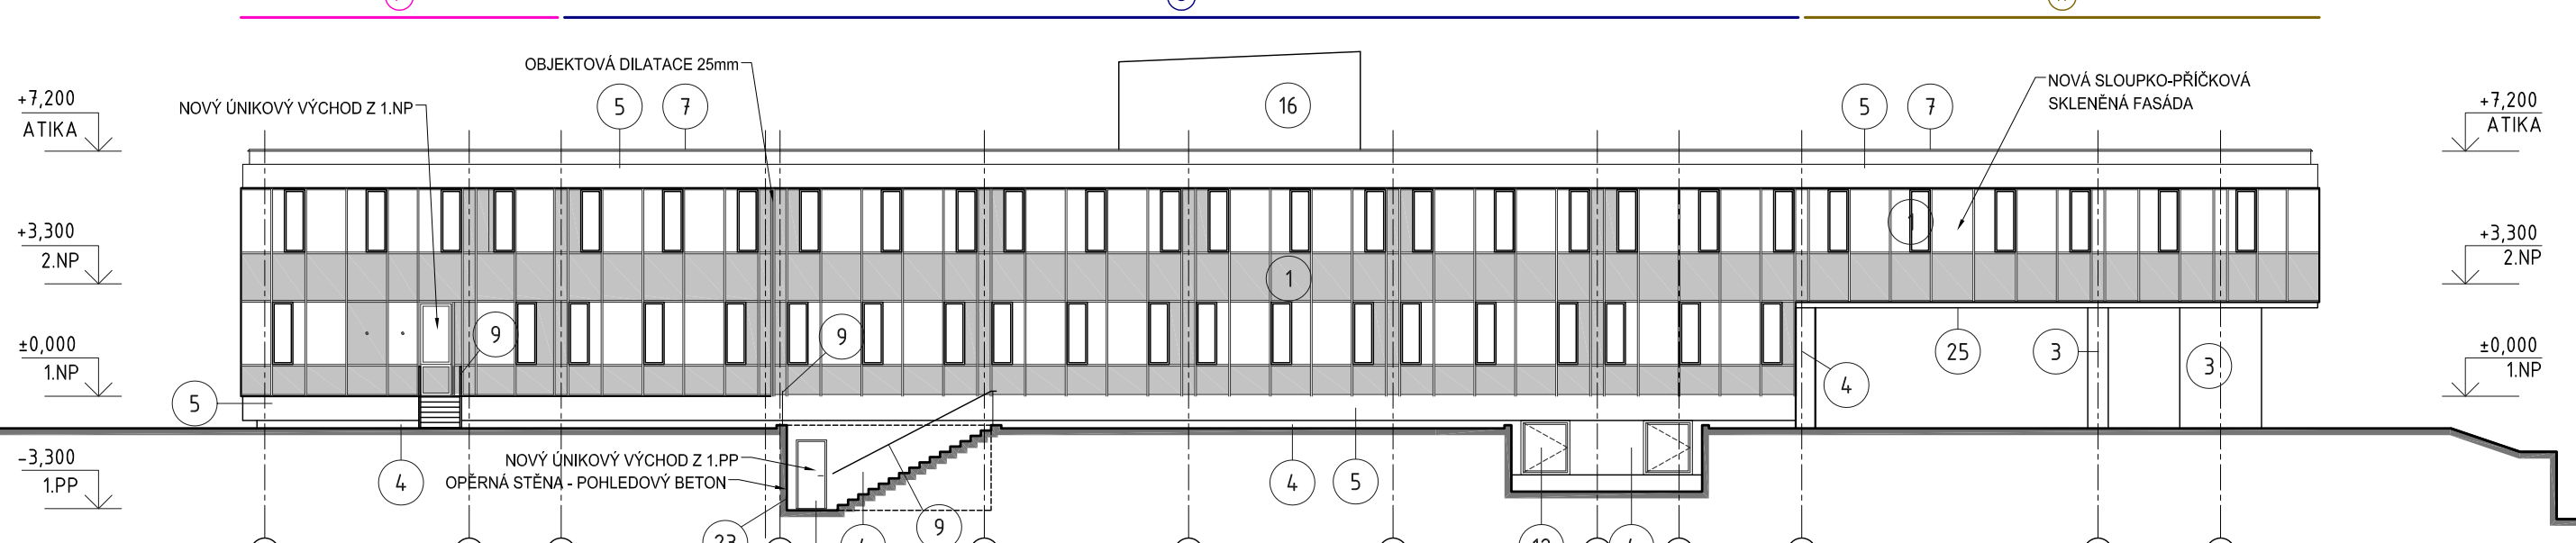 OBJEKTOVÁ DILATACE 25mm
NOVÝ ÚNIKOVÝ VÝCHOD Z 1.NP
5
7
16
5
7
NOVÁ SLOUPKO-PŘÍČKOVÁ
SKLENĚNÁ FASÁDA
+7,200
ATIKA
+7,200
ATIKA
+3,300
2.NP
1
1
+3,300
2.NP
±0,000
1.NP
9
9
25
3
3
4
±0,000
1.NP
5
-3,300
1.PP
4
NOVÝ ÚNIKOVÝ VÝCHOD Z 1.PP
OPĚRNÁ STĚNA - POHLEDOVÝ BETON
4
5
23
9